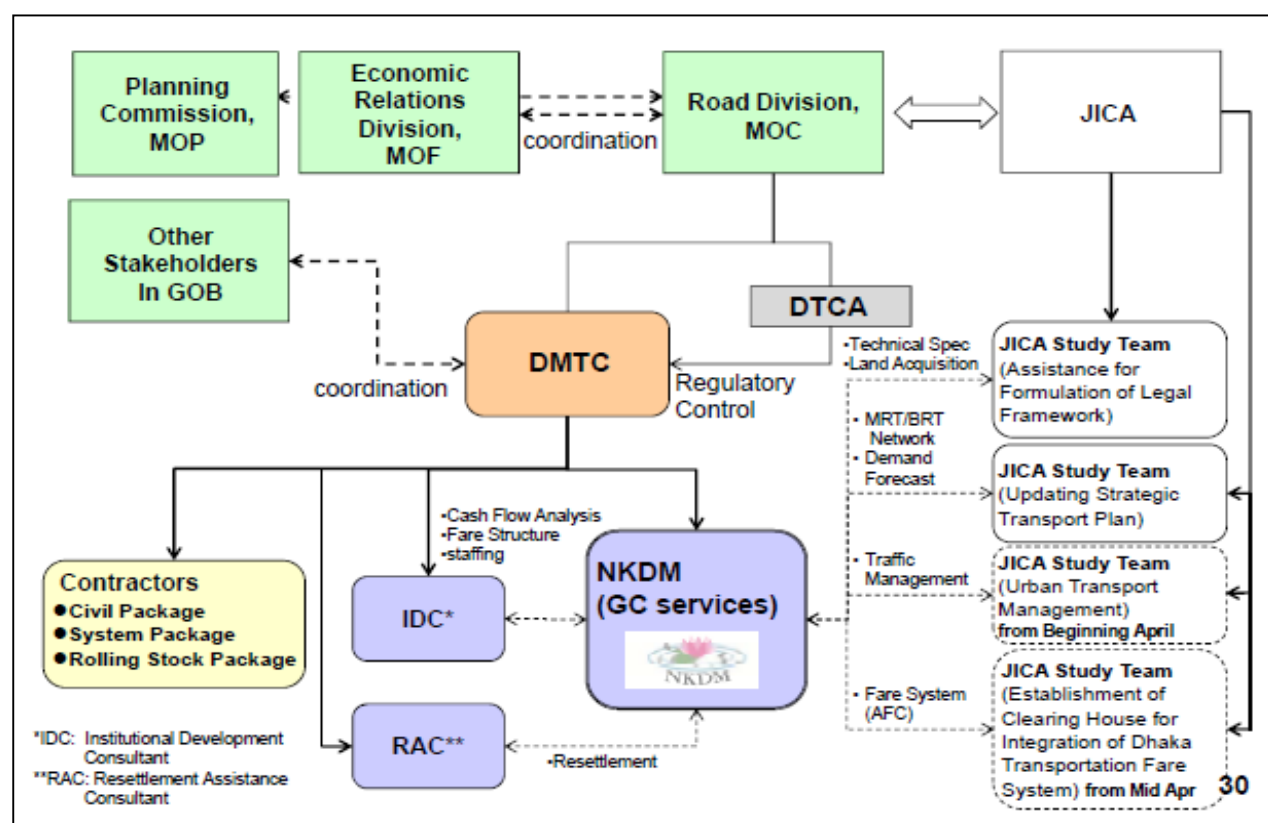 Planning
Commission,
MOP
Economic
Relations
Division,
MOF
coordination
Road Division,
MOC
JICA
Other
Stakeholders
In GOB
coordination
DMTC
DTCA
Regulatory
Control
•Technical Spec
•Land Acquisition
JICA Study Team
(Assistance for
Formulation of Legal
Framework)
• MRT/BRT
Network
• Demand
Forecast
JICA Study Team
(Updating Strategic
Transport Plan)
•Cash Flow Analysis
•Fare Structure
•staffing
Contractors
●Civil Package
●System Package
●Rolling Stock Package
IDC*
NKDM
(GC services)
NKDM
• Traffic
Management
JICA Study Team
(Urban Transport
Management)
from Beginning April
• Fare System
(AFC)
JICA Study Team
(Establishment of
Clearing House for
Integration of Dhaka
Transportation Fare
System) from Mid Apr
RAC**
•Resettlement
*IDC: Institutional Development
Consultant
**RAC: Resettlement Assistance
Consultant
30